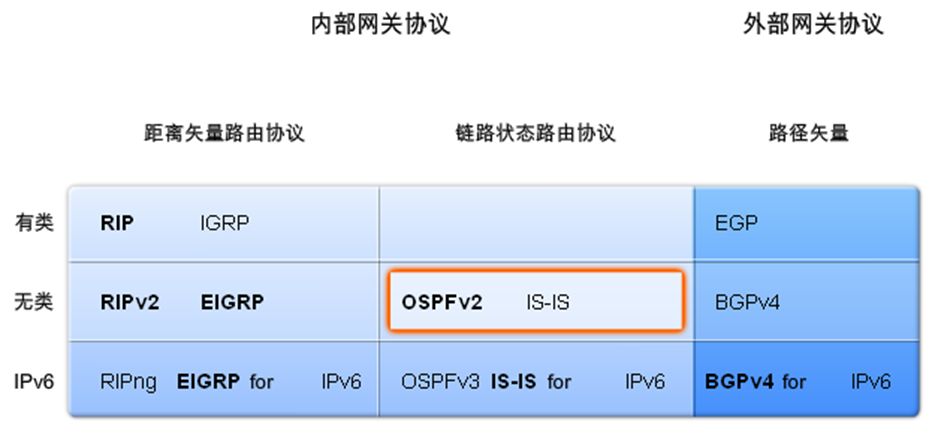 内部网关协议 外部网关协议
距离矢量路由协议 链路状态路由协议 路径矢量
有类 RIP IGRP EGP
无类 RIPv2 EIGRP OSPFv2 IS-IS BGPv4
IPv6 RIPng EIGRP for IPv6 OSPFv3 IS-IS for IPv6 BGPv4 for IPv6